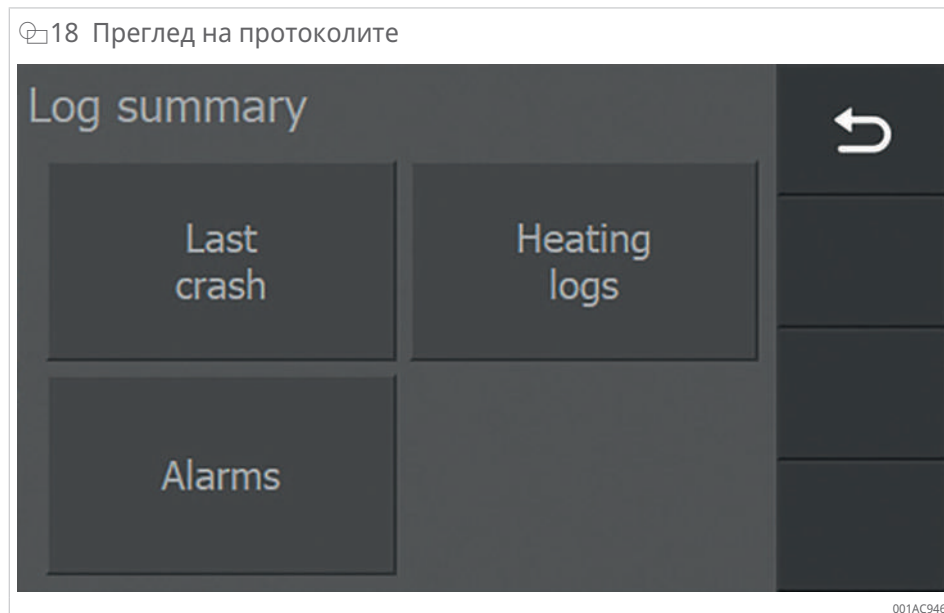 18 Преглед на протоколите
Log summary
Last
crash
Heating
logs
Alarms
001AC946